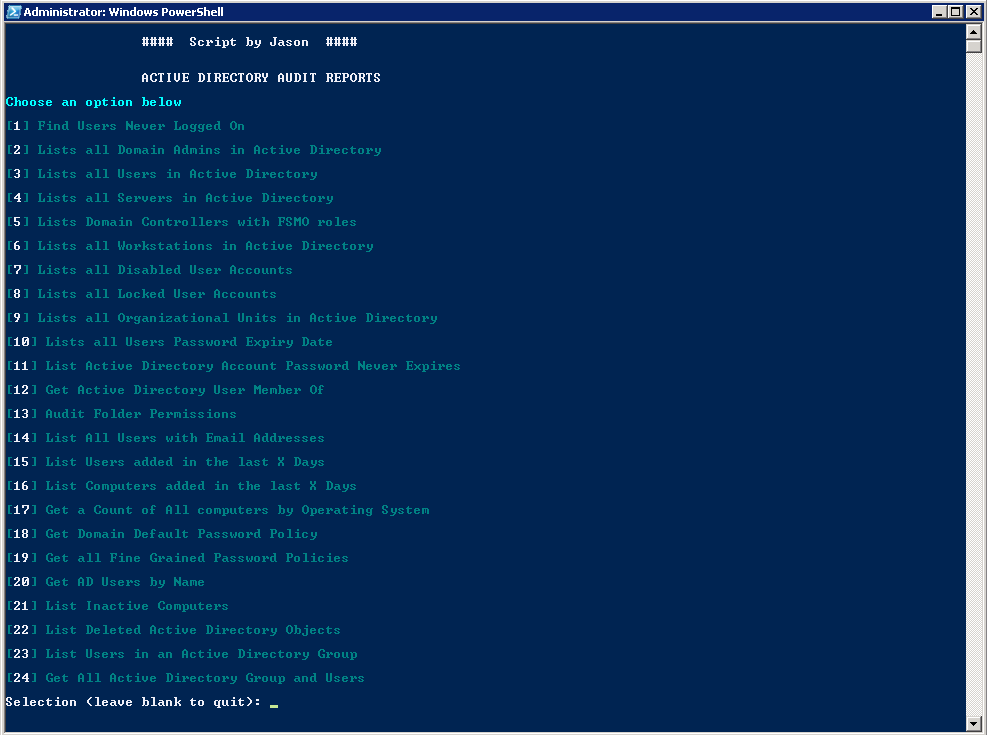 Administrator: Windows PowerShell
#### Script by Jason ####
ACTIVE DIRECTORY AUDIT REPORTS
Choose an option below
[1] Find Users Never Logged On
[2] Lists all Domain Admins in Active Directory
[3] Lists all Users in Active Directory
[4] Lists all Servers in Active Directory
[5] Lists Domain Controllers with FSMO roles
[6] Lists all Workstations in Active Directory
[7] Lists all Disabled User Accounts
[8] Lists all Locked User Accounts
[9] Lists all Organizational Units in Active Directory
[10] Lists all Users Password Expiry Date
[11] List Active Directory Account Password Never Expires
[12] Get Active Directory User Member Of
[13] Audit Folder Permissions
[14] List All Users with Email Addresses
[15] List Users added in the last X Days
[16] List Computers added in the last X Days
[17] Get a Count of All computers by Operating System
[18] Get Domain Default Password Policy
[19] Get all Fine Grained Password Policies
[20] Get AD Users by Name
[21] List Inactive Computers
[22] List Deleted Active Directory Objects
[23] List Users in an Active Directory Group
[24] Get All Active Directory Group and Users
Selection (leave blank to quit): _